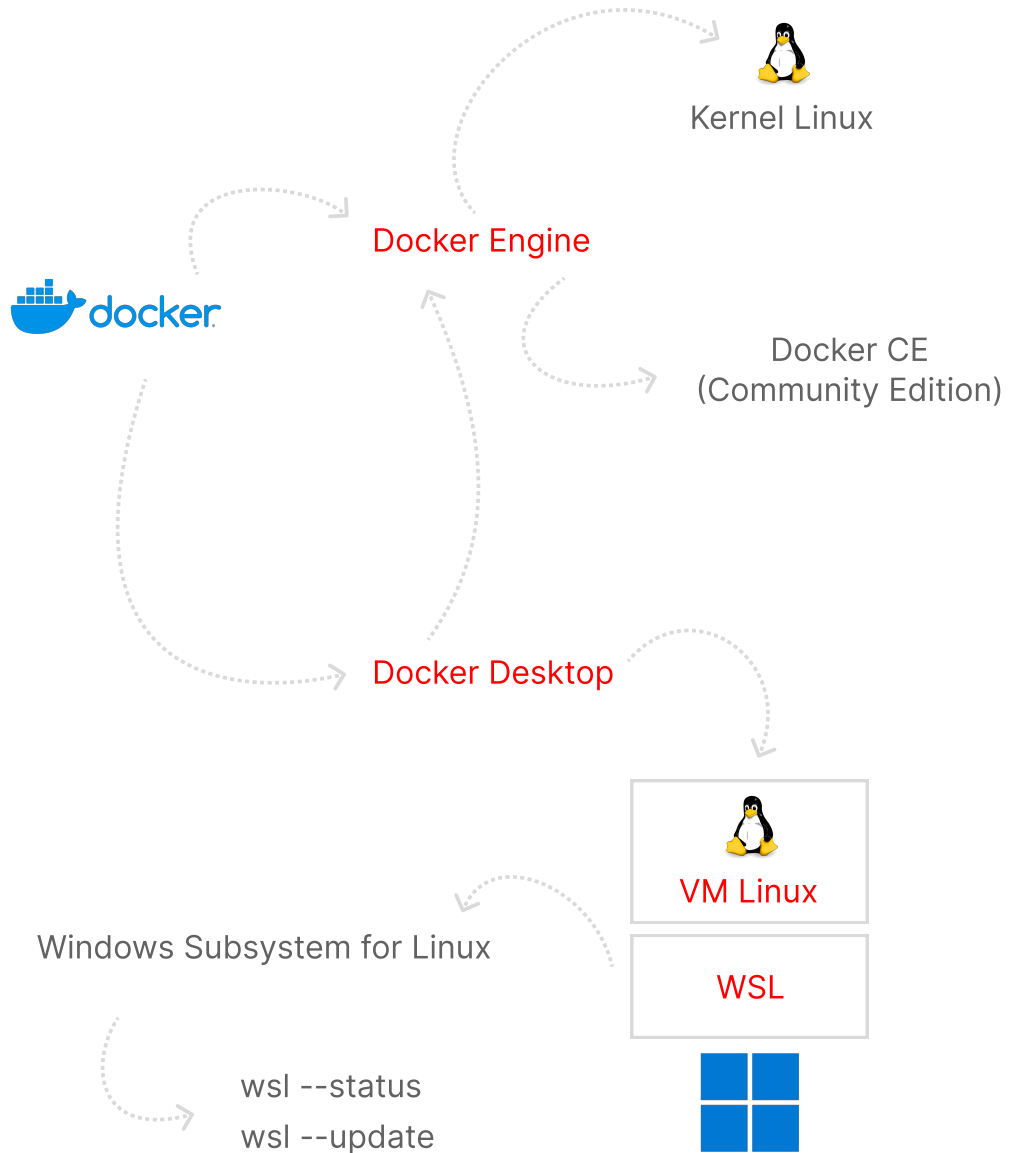 Kernel Linux
Docker Engine
docker.
Docker CE
(Community Edition)
Docker Desktop
VM Linux
Windows Subsystem for Linux
WSL
wsl --status
wsl --update